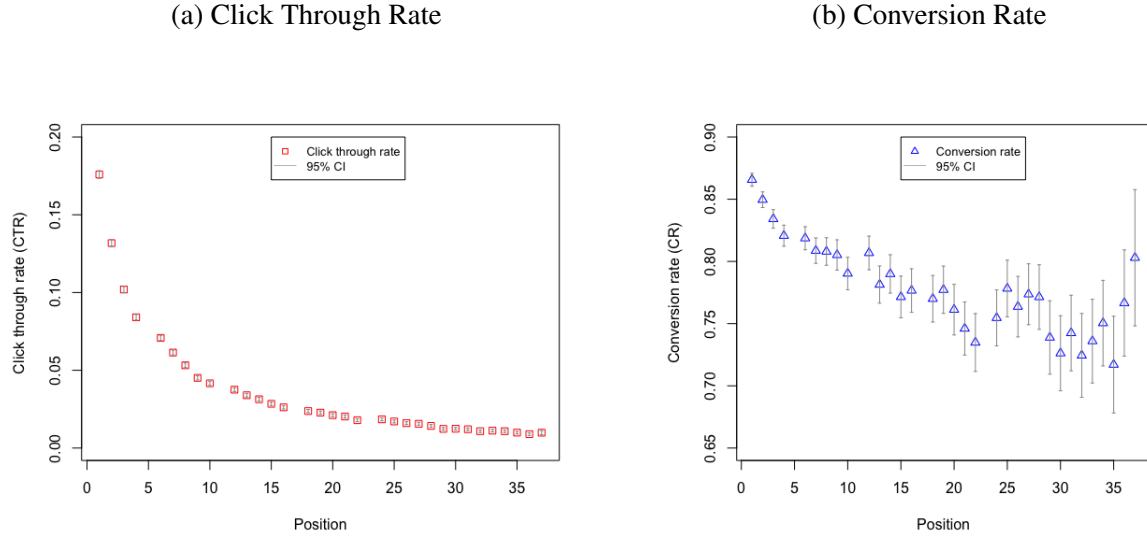 (a) Click Through Rate
(b) Conversion Rate
Click through rate (CTR)
0.20
0.15
0.10
0.05
0.00
Click through rate
95% CI
0 5 10 15 20 25 30 35
Position
Conversion rate (CR)
0.90
0.85
0.80
0.75
0.70
0.65
Conversion rate
95% CI
0 5 10 15 20 25 30 35
Position